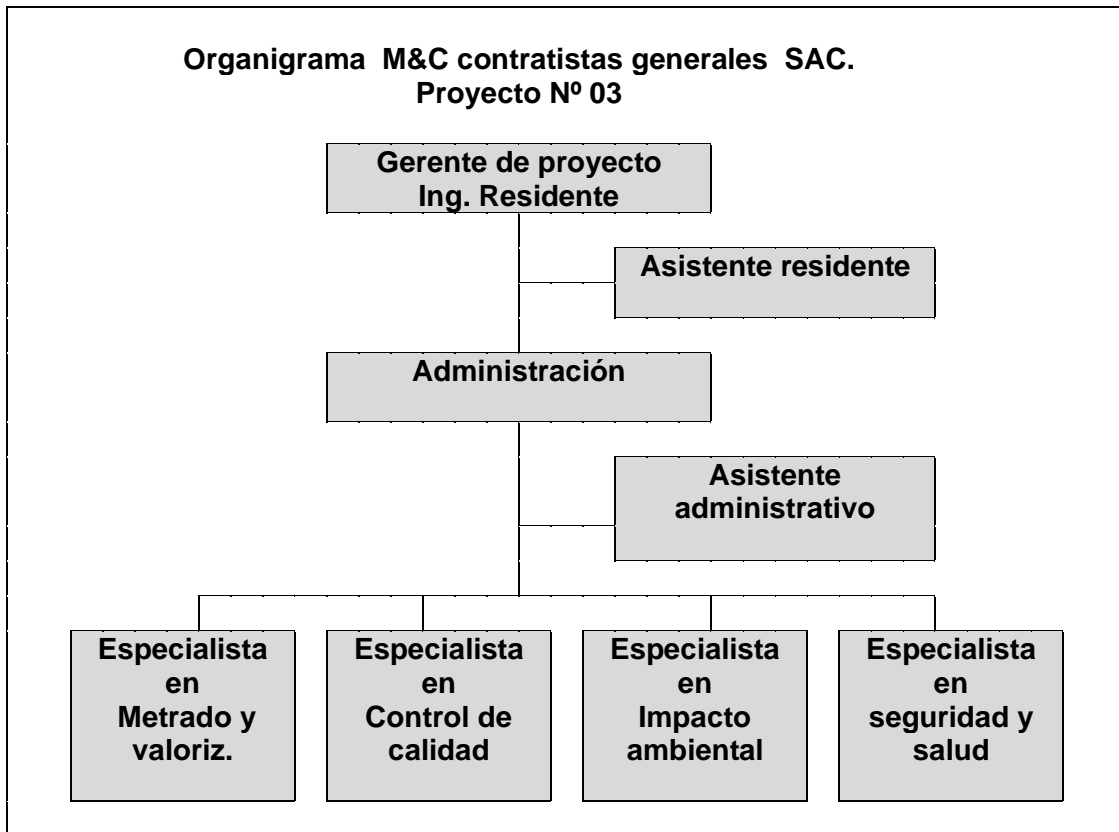 Organigrama M&C contratistas generales SAC.
Proyecto Nº 03
Gerente de proyecto
Ing. Residente
Asistente residente
Administración
Asistente
administrativo
Especialista
en
Metrado y
valoriz.
Especialista
en
Control de
calidad
Especialista
en
Impacto
ambiental
Especialista
en
seguridad y
salud